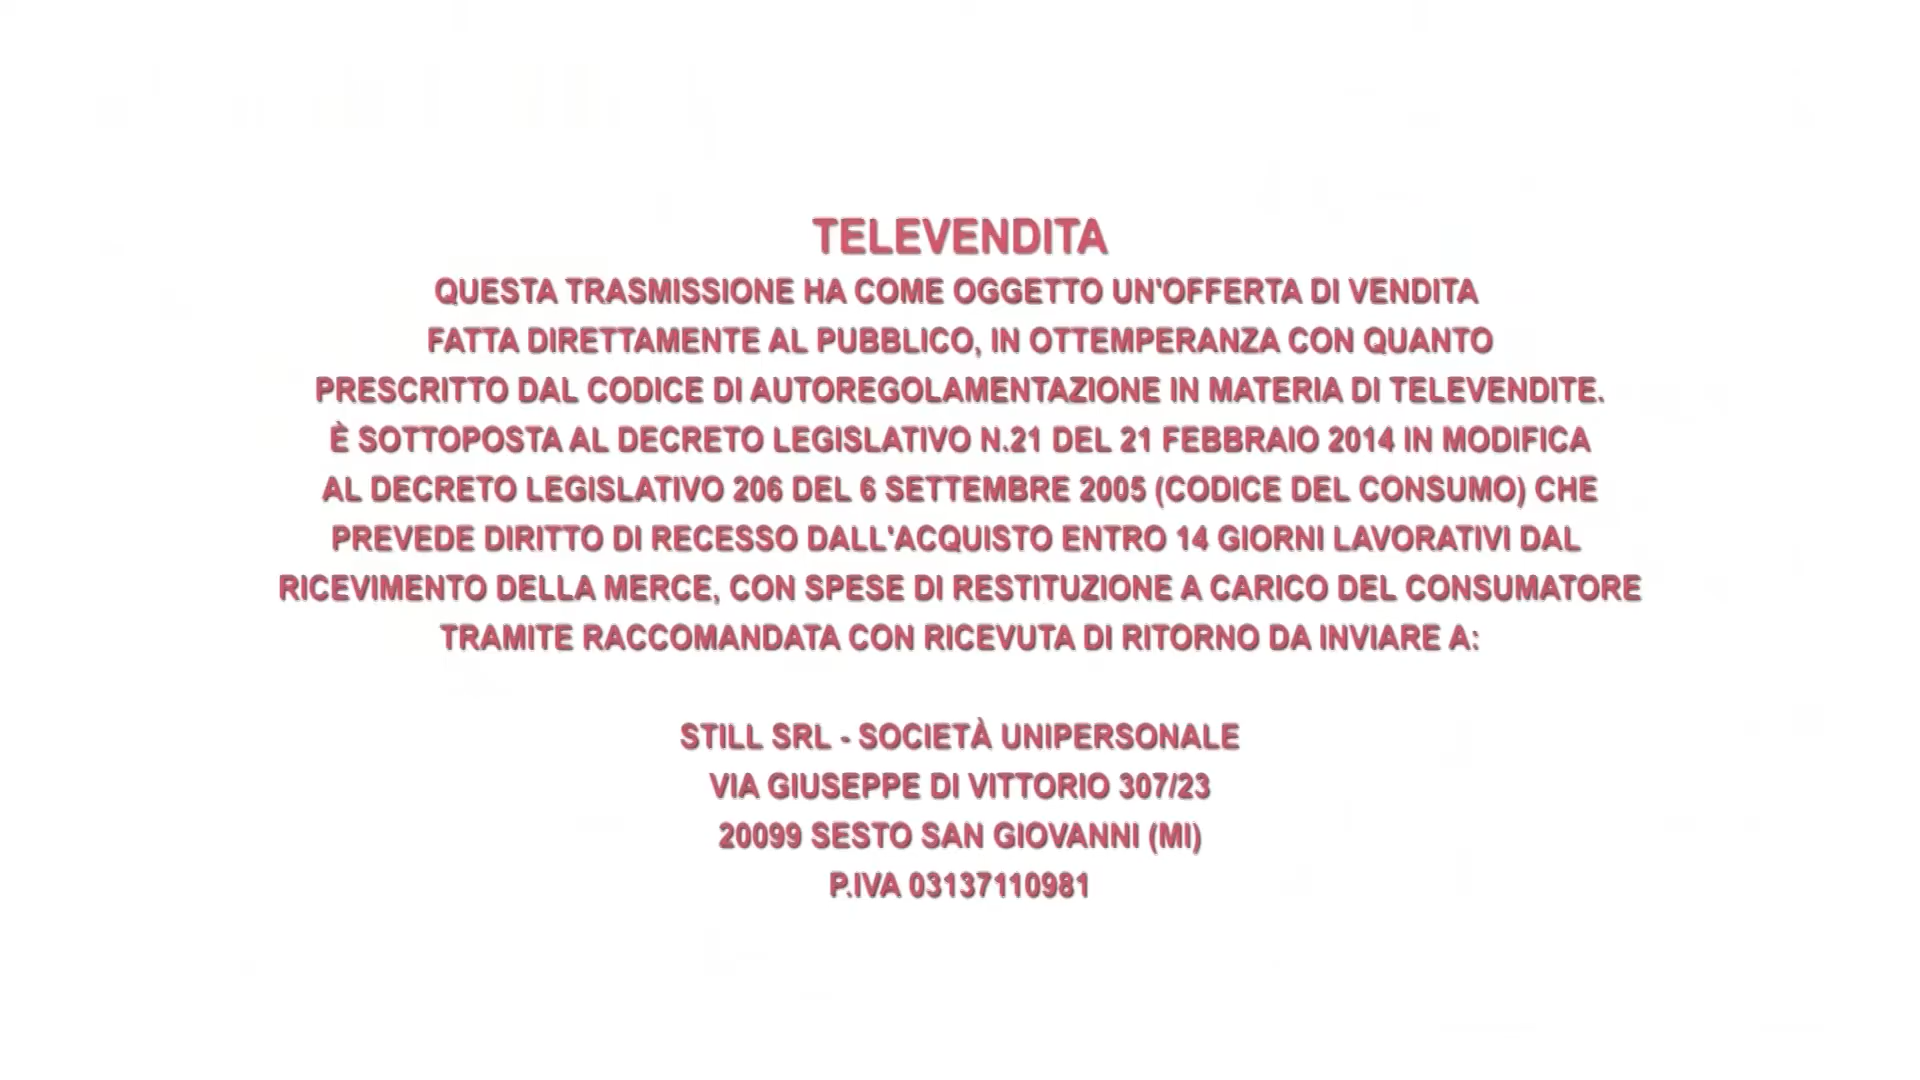 TELEVENDITA
QUESTA TRASMISSIONE HA COME OGGETTO UN'OFFERTA DI VENDITA
FATTA DIRETTAMENTE AL PUBBLICO, IN OTTEMPERANZA CON QUANTO
PRESCRITTO DAL CODICE DI AUTOREGOLAMENTAZIONE IN MATERIA DI TELEVENDITE.
È SOTTOPOSTA AL DECRETO LEGISLATIVO N.21 DEL 21 FEBBRAIO 2014 IN MODIFICA
AL DECRETO LEGISLATIVO 206 DEL 6 SETTEMBRE 2005 (CODICE DEL CONSUMO) CHE
PREVEDE DIRITTO DI RECESSO DALL'ACQUISTO ENTRO 14 GIORNI LAVORATIVI DAL
RICEVIMENTO DELLA MERCE, CON SPESE DI RESTITUZIONE A CARICO DEL CONSUMATORE
TRAMITE RACCOMANDATA CON RICEVUTA DI RITORNO DA INVIARE A:
STILL SRL - SOCIETÀ UNIPERSONALE
VIA GIUSEPPE DI VITTORIO 307/23
20099 SESTO SAN GIOVANNI (MI)
P.IVA 03137110981